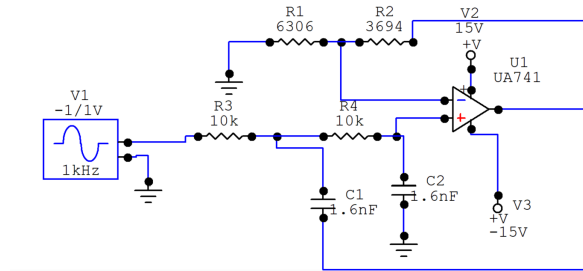 R1
6306
R2
3694
V2
15V
+V
U1
UA741
V1
-1/1V
1kHz
R3
10k
R4
10k
C1
1.6nF
C2
1.6nF
V3
+V
-15V